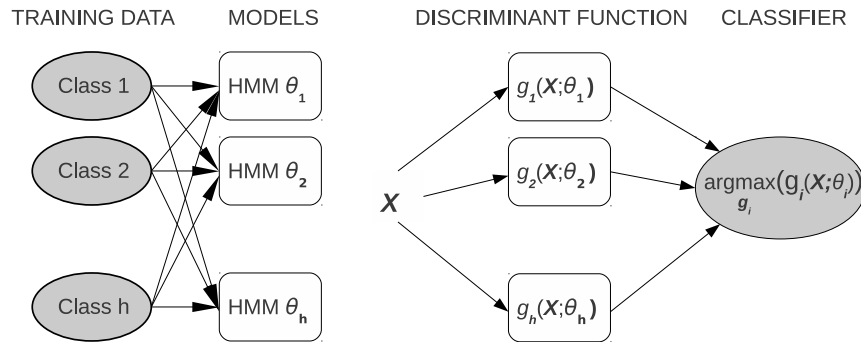 TRAINING DATA MODELS DISCRIMINANT FUNCTION CLASSIFIER
Class 1
HMM θ₁
g₁(X;θ₁)
Class 2
HMM θ₂
g₂(X;θ₂)
X
argmax(gᵢ(X;θᵢ))
gᵢ
Class h
HMM θₕ
gₕ(X;θₕ)